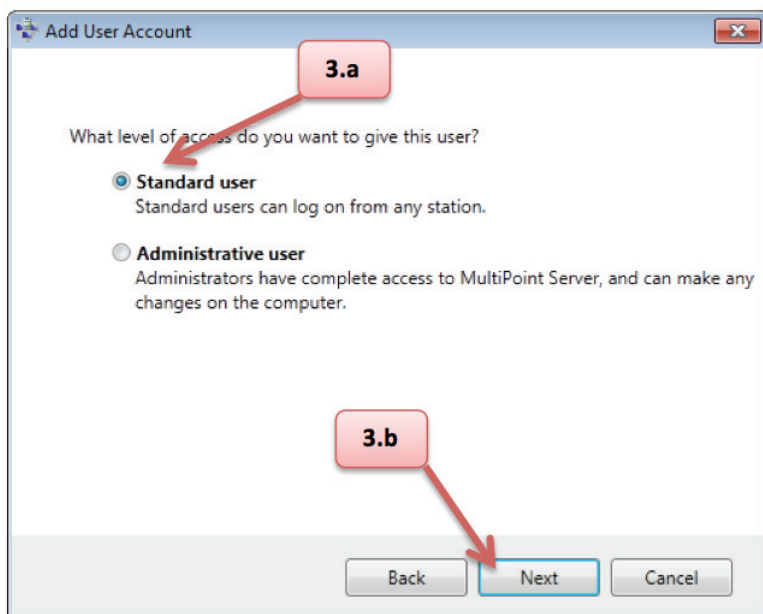 Add User Account
3.a
What level of access do you want to give this user?
Standard user
Standard users can log on from any station.
Administrative user
Administrators have complete access to MultiPoint Server, and can make any
changes on the computer.
3.b
Back
Next
Cancel